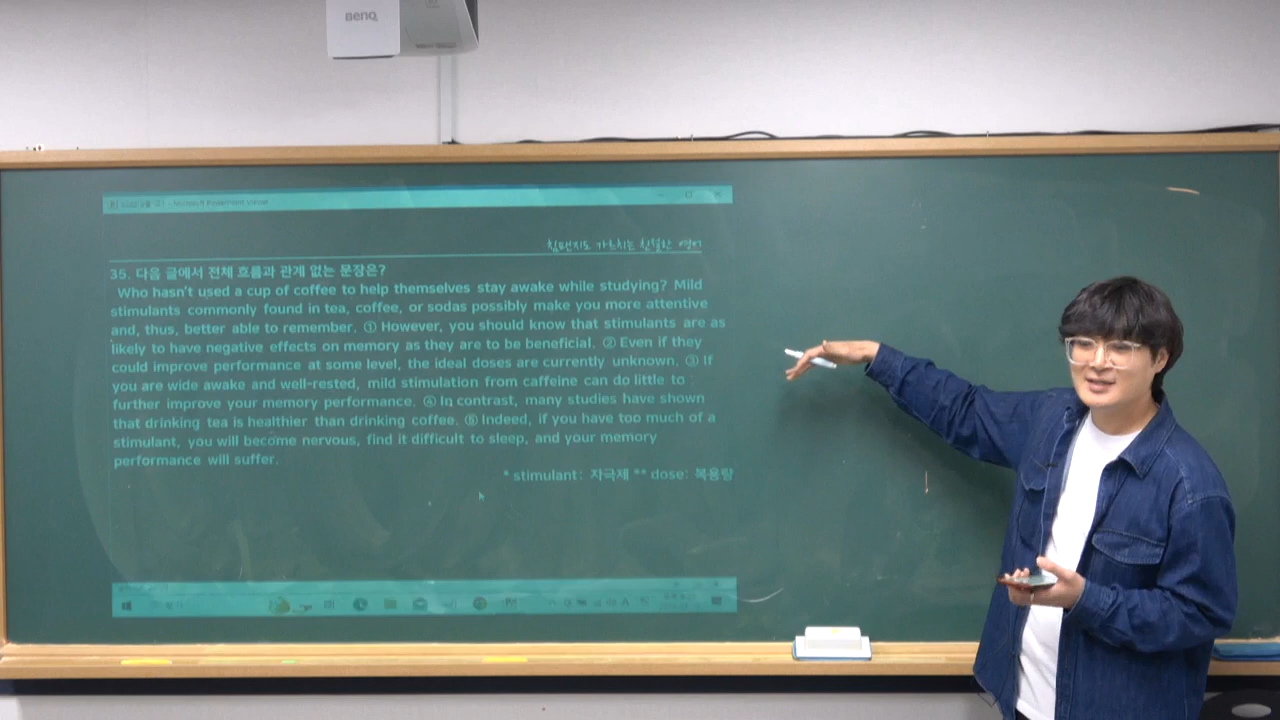 BenQ
Microsoft PowerPoint Viewer
가르치는 친절한 영어
35. 다음 글에서 전체 흐름과 관계 없는 문장은?
Who hasn't used a cup of coffee to help themselves stay awake while studying? Mild
stimulants commonly found in tea, coffee, or sodas possibly make you more attentive
and, thus, better able to remember. ① However, you should know that stimulants are as
likely to have negative effects on memory as they are to be beneficial. ② Even if they
could improve performance at some level, the ideal doses are currently unknown. ③ If
you are wide awake and well-rested, mild stimulation from caffeine can do little to
further improve your memory performance. ④ In contrast, many studies have shown
that drinking tea is healthier than drinking coffee. ⑤ Indeed, if you have too much of a
stimulant, you will become nervous, find it difficult to sleep, and your memory
performance will suffer.
* stimulant: 자극제 ** dose: 복용량